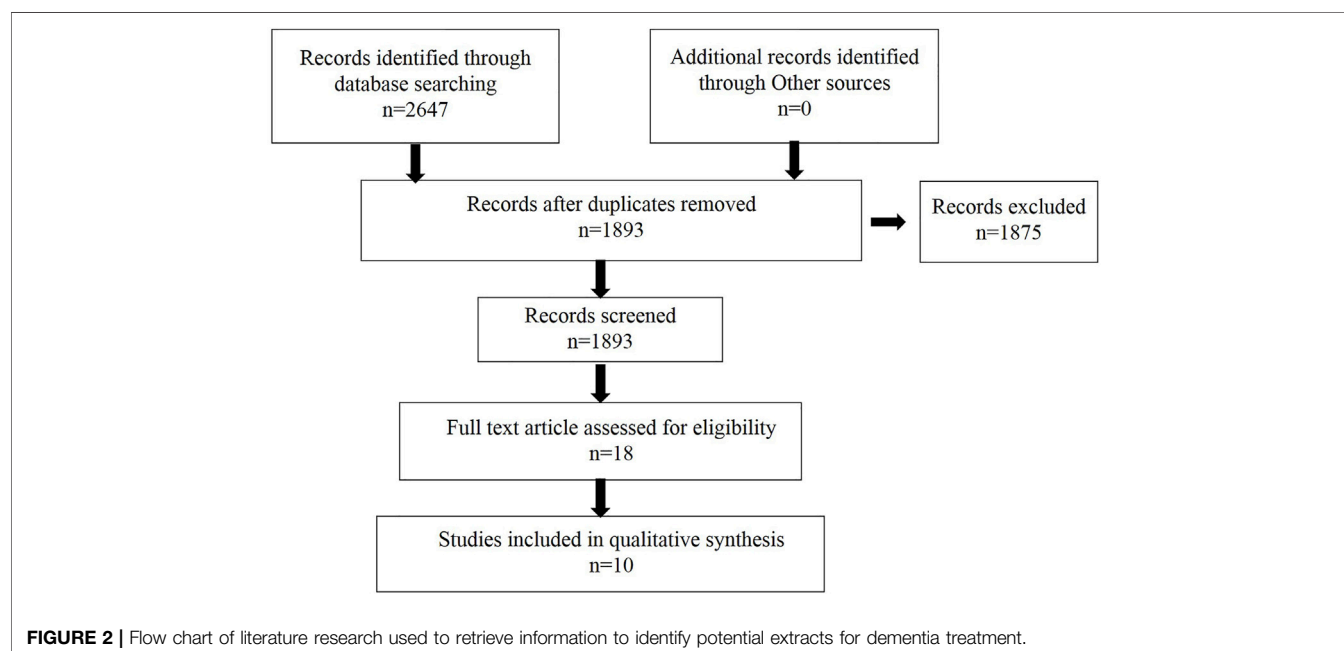 Records identified through
database searching
n=2647
Additional records identified
through Other sources
n=0
Records after duplicates removed
n=1893
Records excluded
n=1875
Records screened
n=1893
Full text article assessed for eligibility
n=18
Studies included in qualitative synthesis
n=10
FIGURE 2 | Flow chart of literature research used to retrieve information to identify potential extracts for dementia treatment.